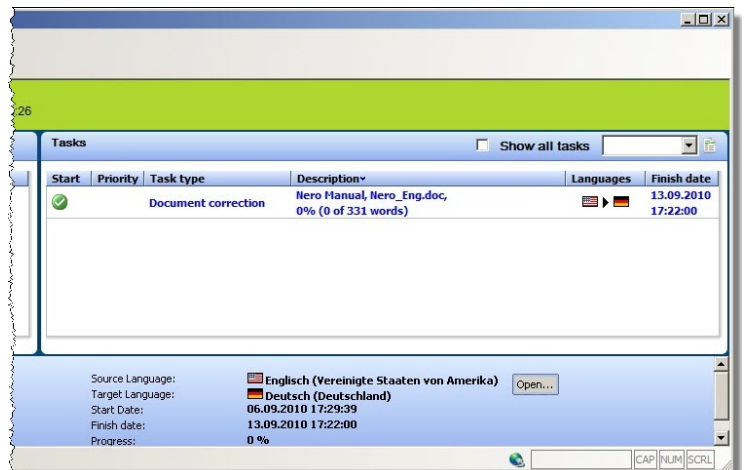 :26
Tasks
Show all tasks
Start Priority Task type Description Languages Finish date
Document correction
Nero Manual, Nero_Eng.doc,
0% (0 of 331 words)
13.09.2010
17:22:00
Source Language: Englisch (Vereinigte Staaten von Amerika)
Open...
Target Language: Deutsch (Deutschland)
Start Date: 06.09.2010 17:29:39
Finish date: 13.09.2010 17:22:00
Progress: 0 %
CAP NUM SCRL